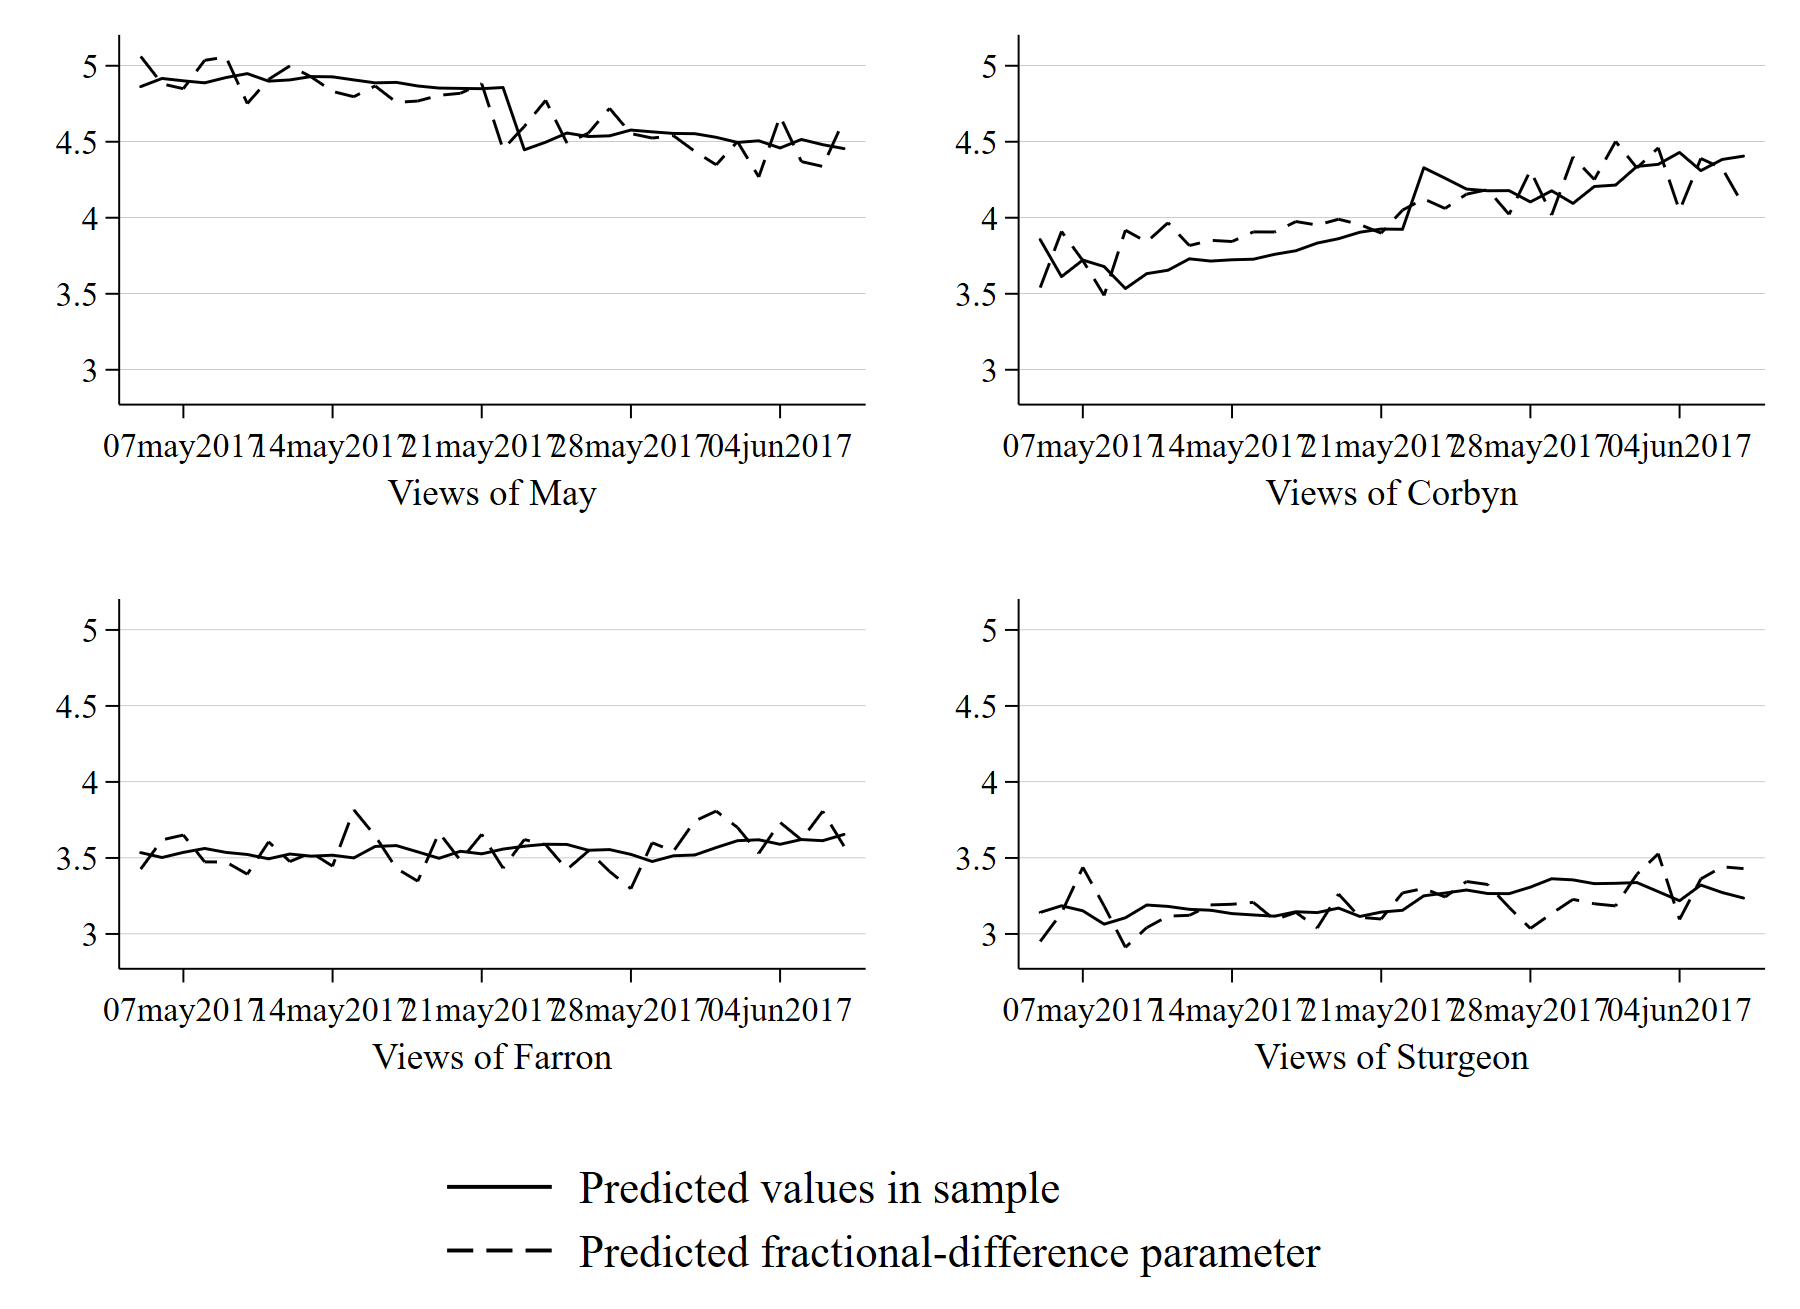 5
4.5
4
3.5
3
07may2017 14may2017 21may2017 28may2017 04jun2017
Views of May
5
4.5
4
3.5
3
07may2017 14may2017 21may2017 28may2017 04jun2017
Views of Corbyn
5
4.5
4
3.5
3
07may2017 14may2017 21may2017 28may2017 04jun2017
Views of Farron
5
4.5
4
3.5
3
07may2017 14may2017 21may2017 28may2017 04jun2017
Views of Sturgeon
Predicted values in sample
Predicted fractional-difference parameter